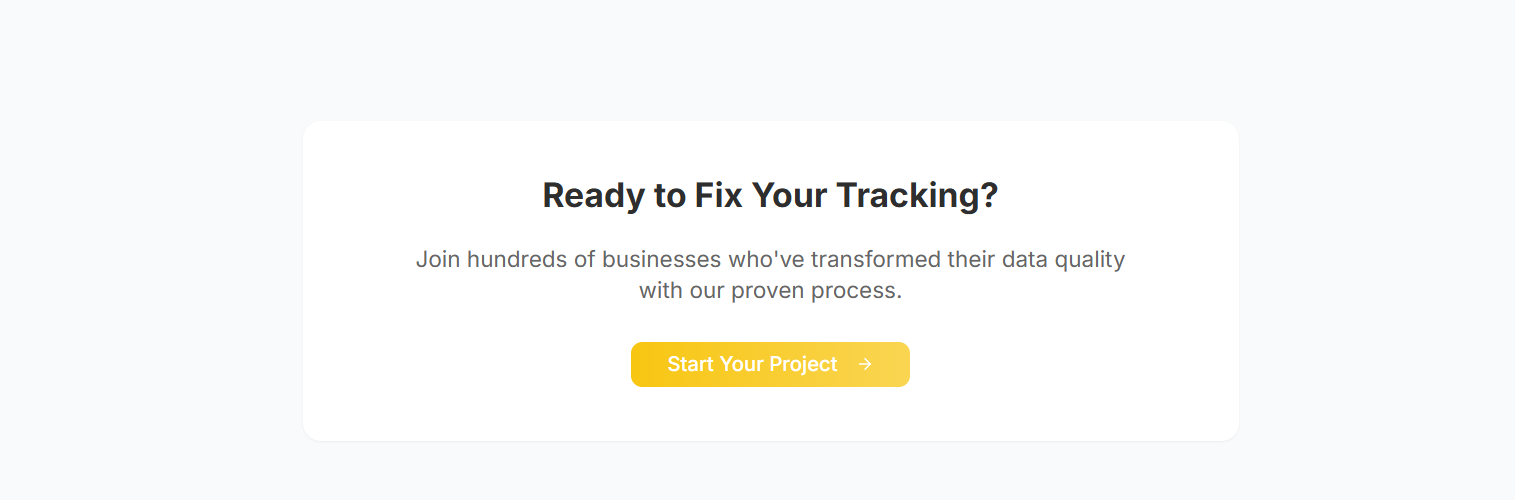 Ready to Fix Your Tracking?
Join hundreds of businesses who've transformed their data quality
with our proven process.
Start Your Project →